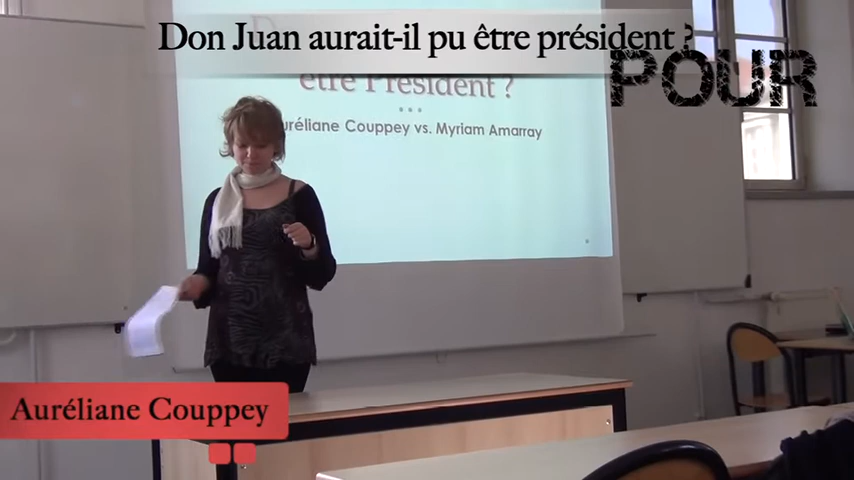 Don Juan aurait-il pu être président ?
POUR
être Président ?
uréliane Couppey vs. Myriam Amarray
Auréliane Couppey